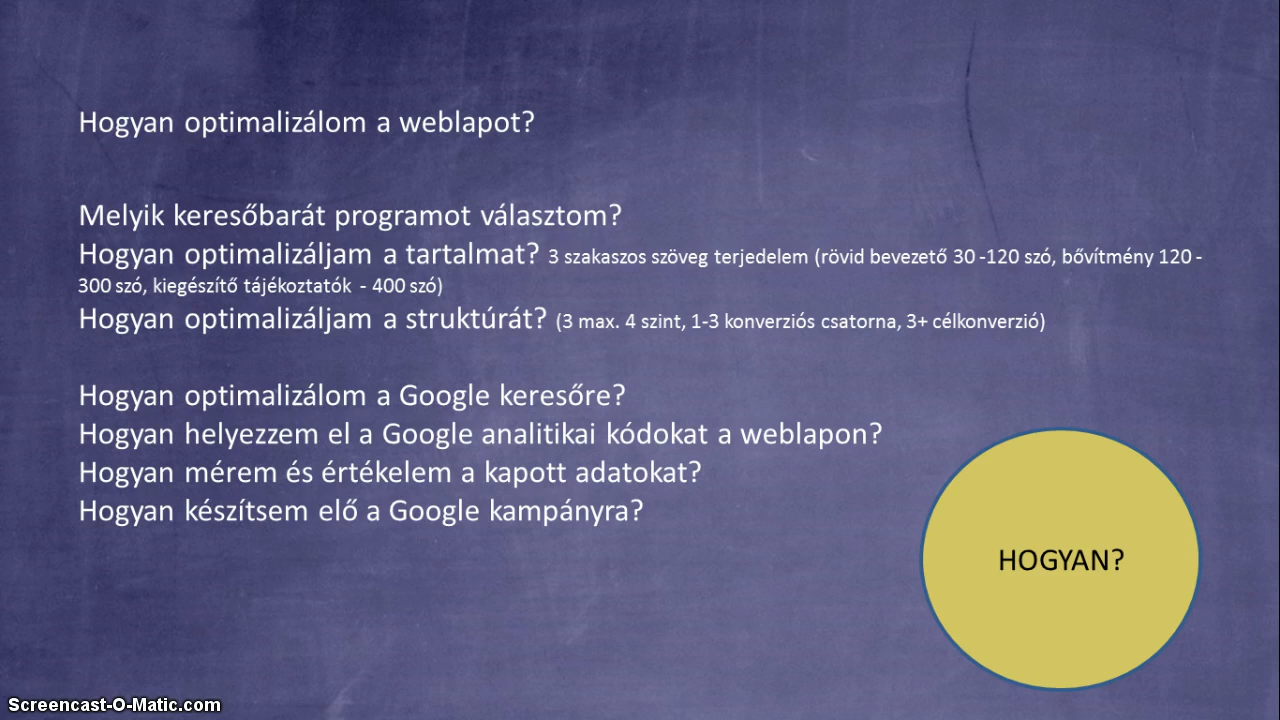 Hogyan optimalizálom a weblapot?
Melyik keresőbarát programot választom?
Hogyan optimalizáljam a tartalmat? 3 szakaszos szöveg terjedelem (rövid bevezető 30 -120 szó, bővítmény 120 -
300 szó, kiegészítő tájékoztatók - 400 szó)
Hogyan optimalizáljam a struktúrát? (3 max. 4 szint, 1-3 konverziós csatorna, 3+ célkonverzió)
Hogyan optimalizálom a Google keresőre?
Hogyan helyezzem el a Google analitikai kódokat a weblapon?
Hogyan mérem és értékelem a kapott adatokat?
Hogyan készítsem elő a Google kampányra?
HOGYAN?
Screencast-O-Matic.com